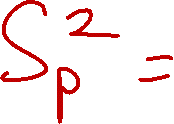 S_p^2 =